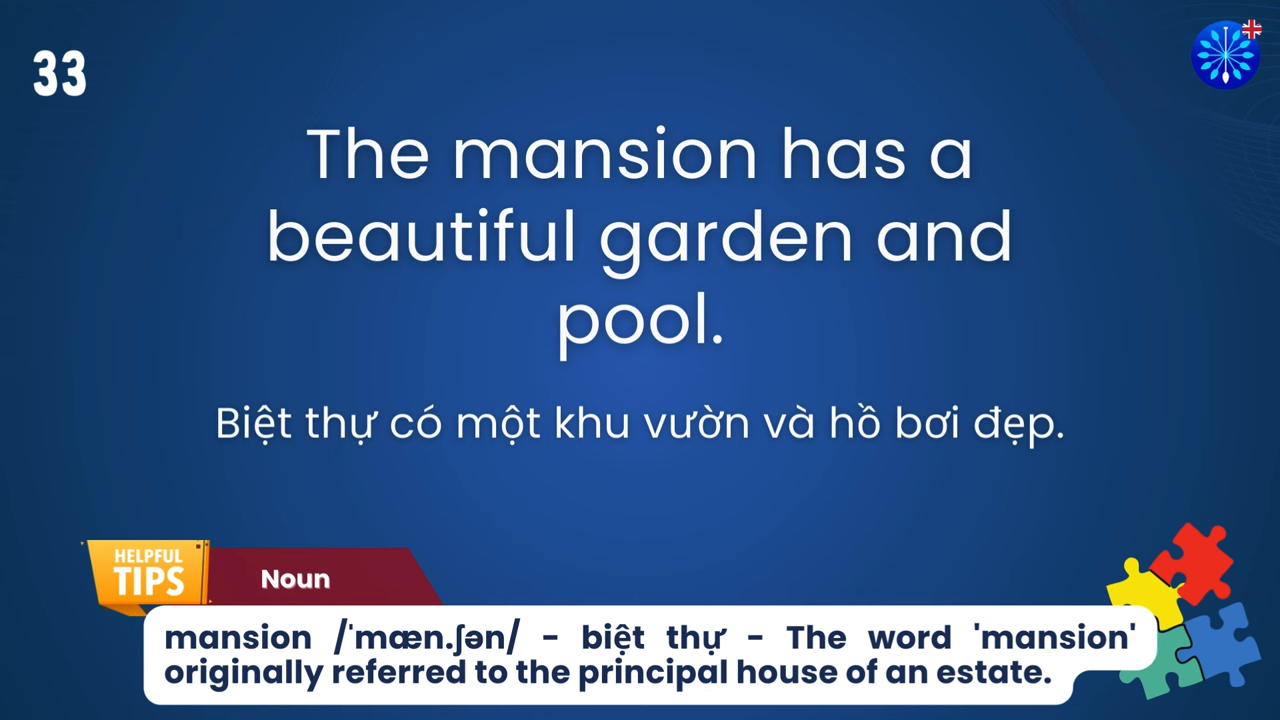 33
The mansion has a
beautiful garden and
pool.
Biệt thự có một khu vườn và hồ bơi đẹp.
HELPFUL
TIPS
Noun
mansion /ˈmæn.ʃən/ - biệt thự - The word 'mansion'
originally referred to the principal house of an estate.